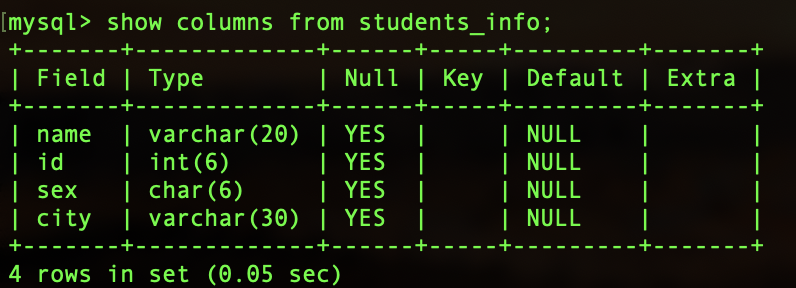 [mysql> show columns from students_info;
+-------+-------------+------+-----+---------+-------+
| Field | Type        | Null | Key | Default | Extra |
+-------+-------------+------+-----+---------+-------+
| name  | varchar(20) | YES  |     | NULL    |       |
| id    | int(6)      | YES  |     | NULL    |       |
| sex   | char(6)     | YES  |     | NULL    |       |
| city  | varchar(30) | YES  |     | NULL    |       |
+-------+-------------+------+-----+---------+-------+
4 rows in set (0.05 sec)